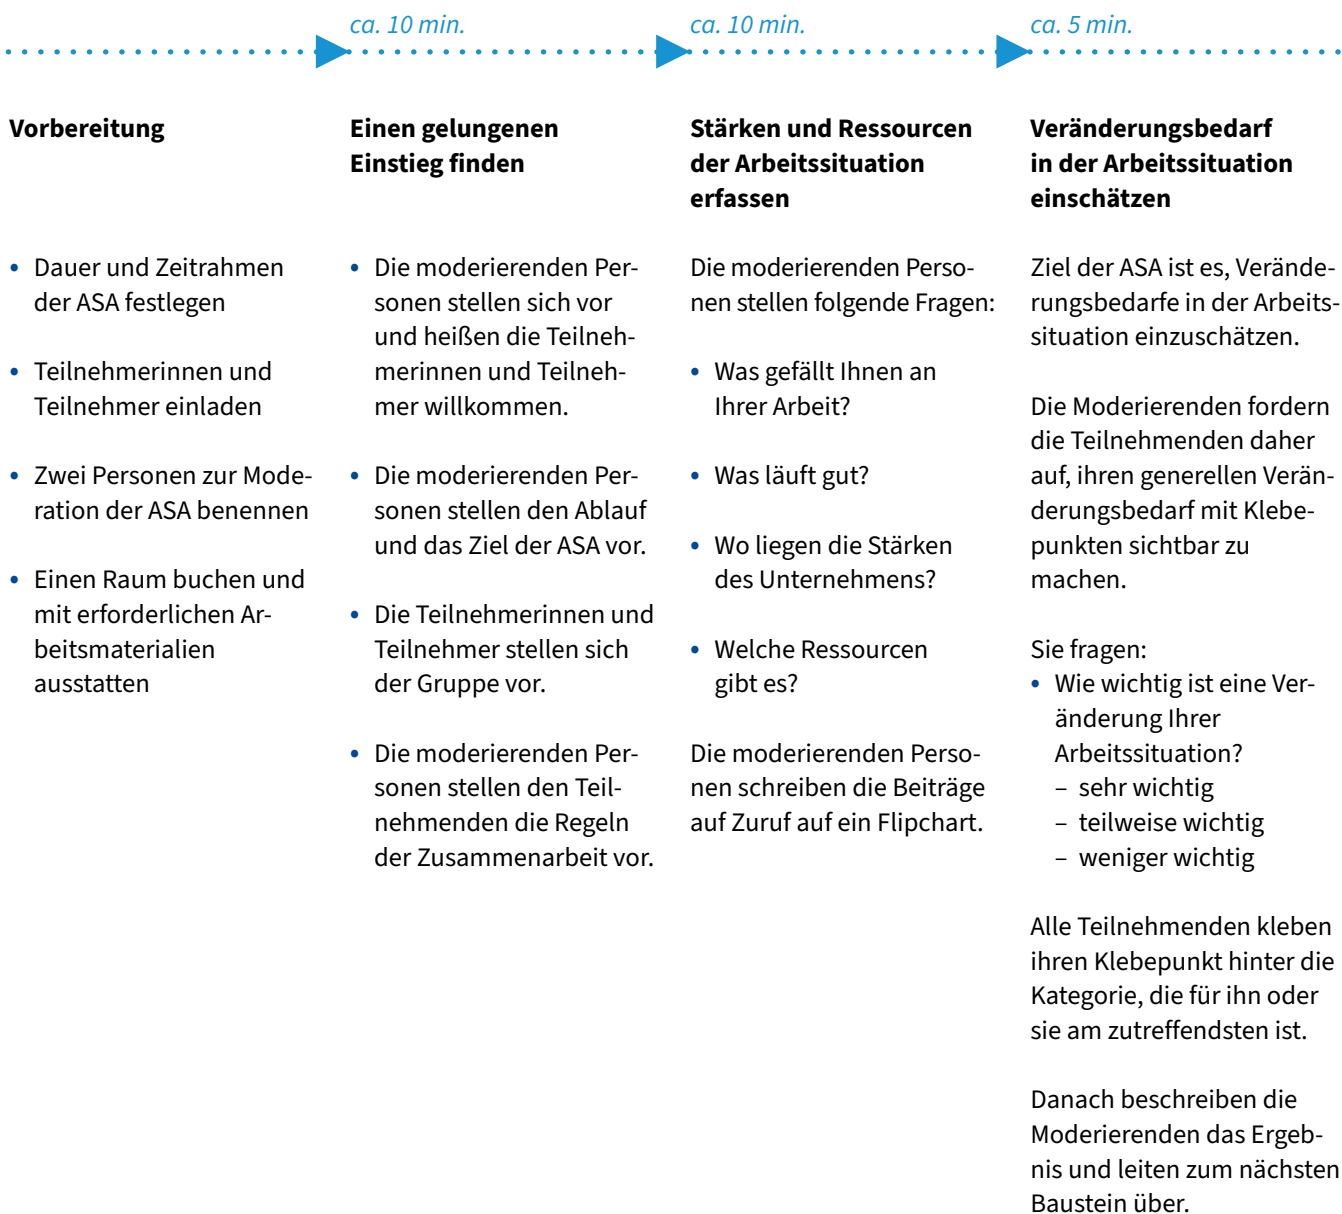 ca. 10 min.
ca. 10 min.
ca. 5 min.
Vorbereitung
• Dauer und Zeitrahmen
der ASA festlegen
• Teilnehmerinnen und
Teilnehmer einladen
• Zwei Personen zur Mode-
ration der ASA benennen
• Einen Raum buchen und
mit erforderlichen Ar-
beitsmaterialien
ausstatten
Einen gelungenen
Einstieg finden
• Die moderierenden Per-
sonen stellen sich vor
und heißen die Teilneh-
merinnen und Teilneh-
mer willkommen.
• Die moderierenden Per-
sonen stellen den Ablauf
und das Ziel der ASA vor.
• Die Teilnehmerinnen und
Teilnehmer stellen sich
der Gruppe vor.
• Die moderierenden Per-
sonen stellen den Teil-
nehmenden die Regeln
der Zusammenarbeit vor.
Stärken und Ressourcen
der Arbeitssituation
erfassen
Die moderierenden Perso-
nen stellen folgende Fragen:
• Was gefällt Ihnen an
Ihrer Arbeit?
• Was läuft gut?
• Wo liegen die Stärken
des Unternehmens?
• Welche Ressourcen
gibt es?
Die moderierenden Perso-
nen schreiben die Beiträge
auf Zuruf auf ein Flipchart.
Veränderungsbedarf
in der Arbeitssituation
einschätzen
Ziel der ASA ist es, Verände-
rungsbedarfe in der Arbeits-
situation einzuschätzen.
Die Moderierenden fordern
die Teilnehmenden daher
auf, ihren generellen Verän-
derungsbedarf mit Klebe-
punkten sichtbar zu
machen.
Sie fragen:
• Wie wichtig ist eine Ver-
änderung Ihrer
Arbeitssituation?
– sehr wichtig
– teilweise wichtig
– weniger wichtig
Alle Teilnehmenden kleben
ihren Klebepunkt hinter die
Kategorie, die für ihn oder
sie am zutreffendsten ist.
Danach beschreiben die
Moderierenden das Ergeb-
nis und leiten zum nächsten
Baustein über.